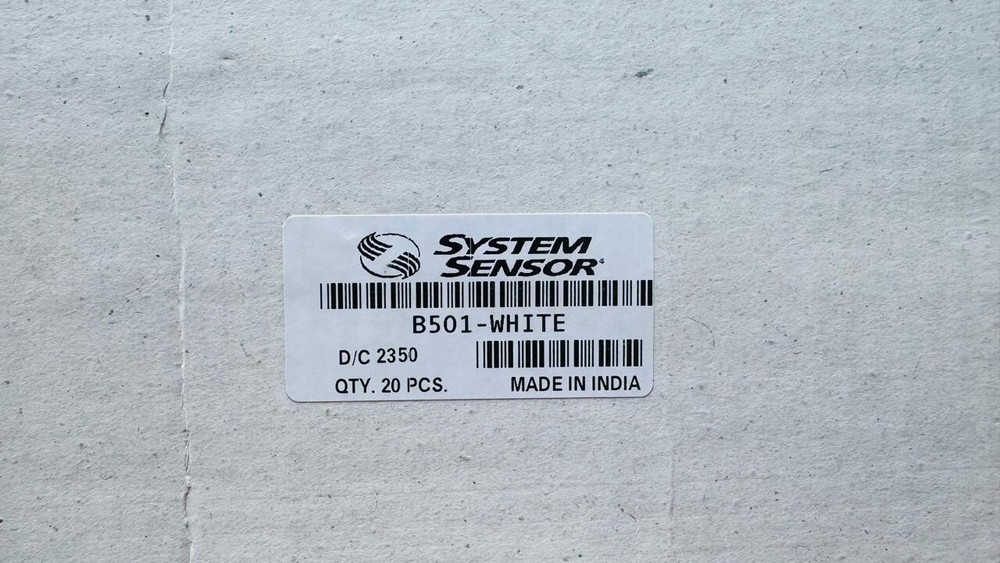 SYSTEM
SENSOR
B501-WHITE
D/C 2350
QTY. 20 PCS.
MADE IN INDIA